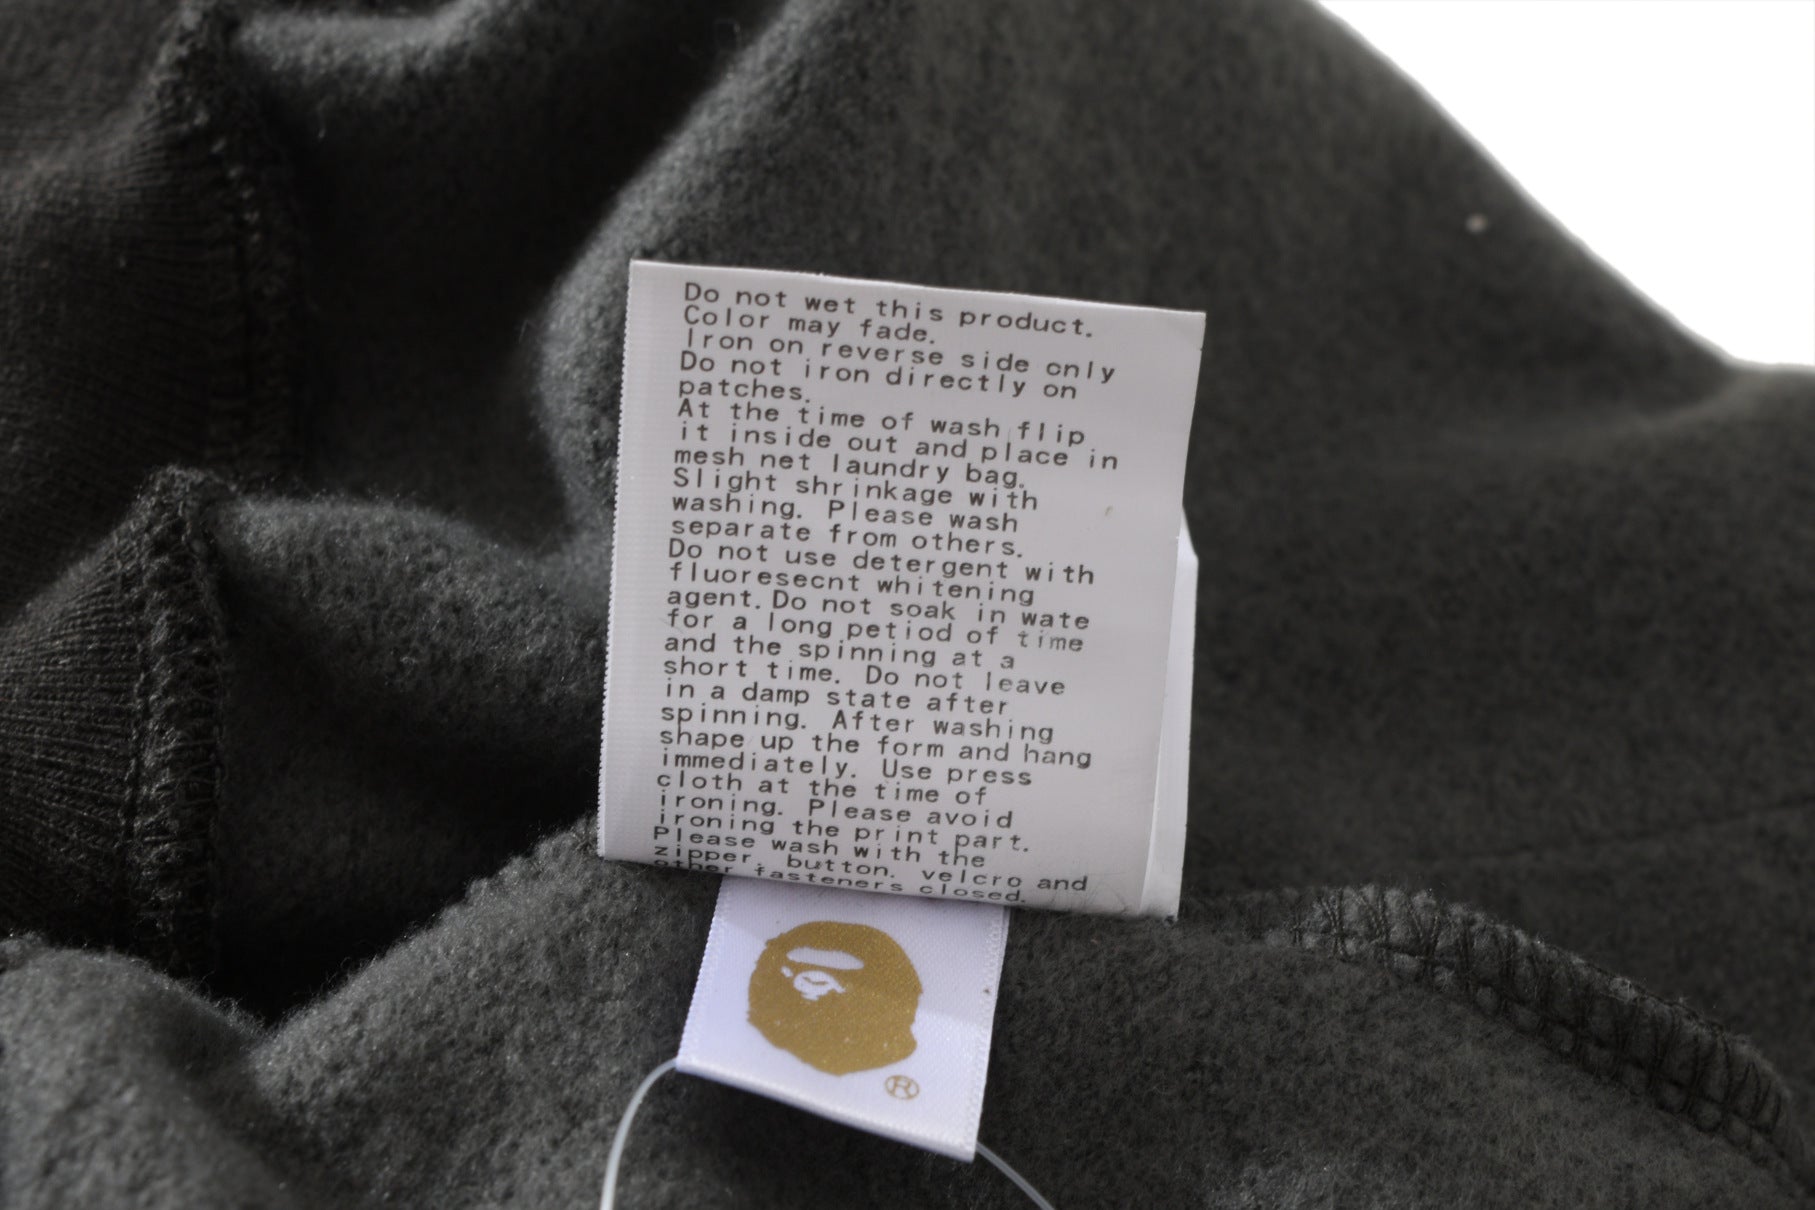 Do not wet this product.
Color may fade.
Iron on reverse side only
Do not iron directly on
patches.
At the time of wash flip
it inside out and place in
mesh net laundry bag.
Slight shrinkage with
washing. Please wash
separate from others.
Do not use detergent with
fluoresecnt whitening
agent. Do not soak in wate
for a long petiod of time
and the spinning at a
short time. Do not leave
in a damp state after
spinning. After washing
shape up the form and hang
immediately. Use press
cloth at the time of
ironing. Please avoid
ironing the print part.
Please wash with the
zipper. button. velcro and
other fasteners closed.
®